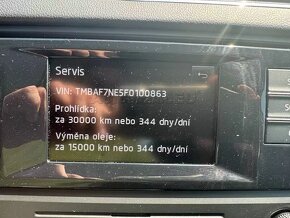 Servis
VIN: TMBAF7NE5F0100863
Prohlídka:
za 30000 km nebo 344 dny/dní
Výměna oleje:
za 15000 km nebo 344 dny/dní